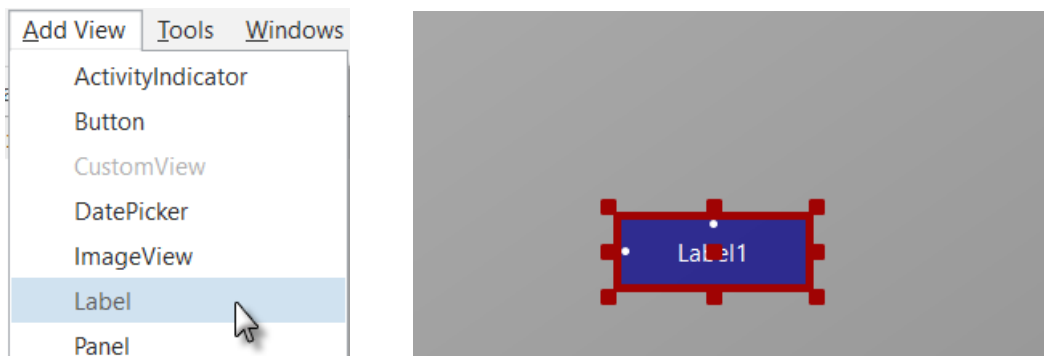 Add View Tools Windows
ActivityIndicator
Button
CustomView
DatePicker
ImageView
Label
Panel
Label1